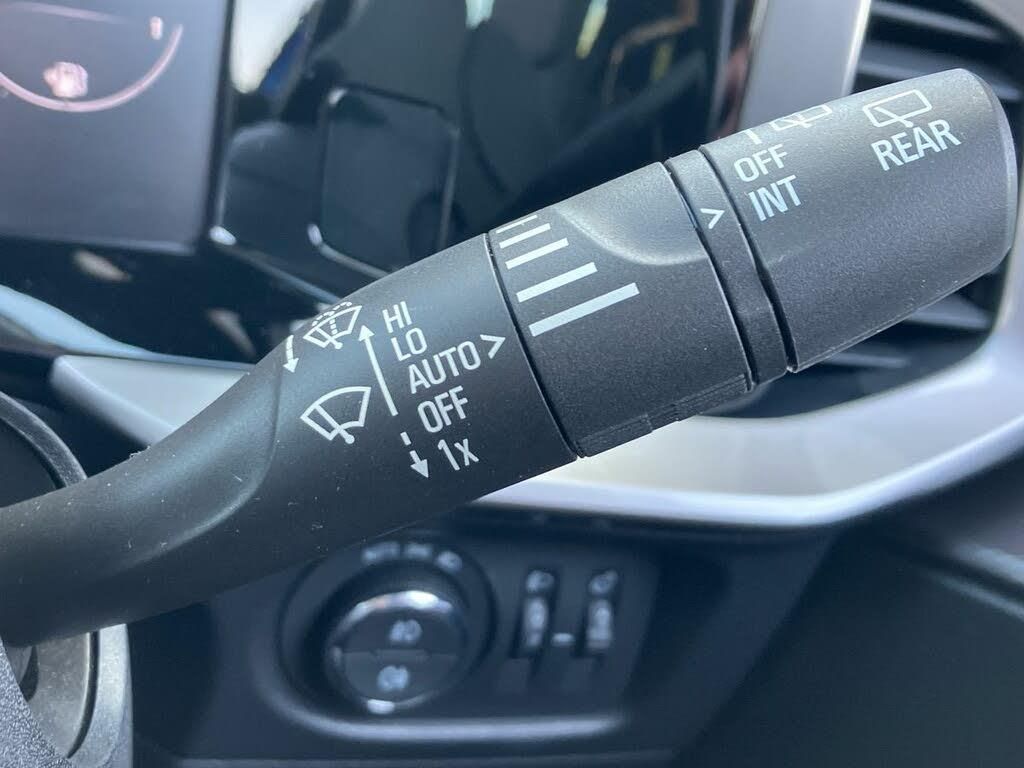 HI
LO
AUTO >
OFF
1x
OFF
INT
REAR